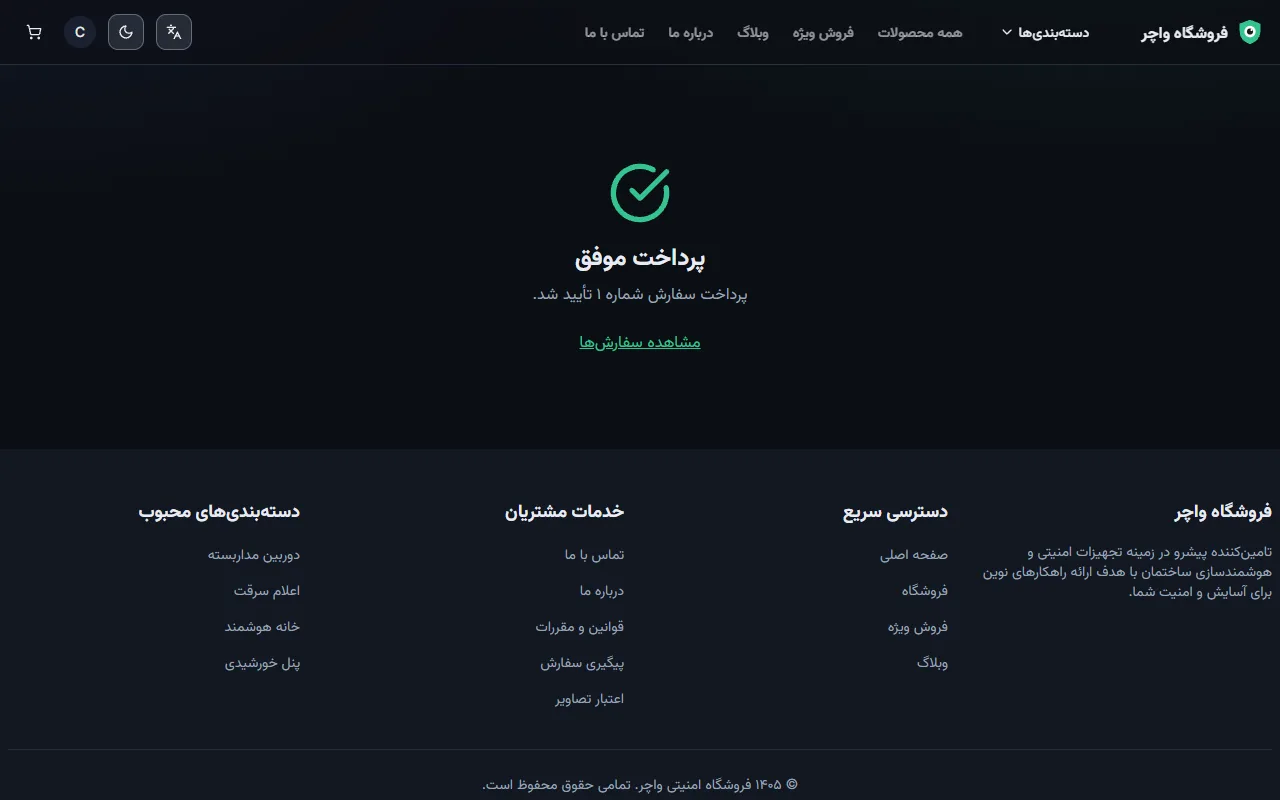 فروشگاه واچر
دسته‌بندی‌ها
همه محصولات
فروش ویژه
وبلاگ
درباره ما
تماس با ما
C
پرداخت موفق
پرداخت سفارش شماره ۱ تأیید شد.
مشاهده سفارش‌ها
فروشگاه واچر
تامین‌کننده پیشرو در زمینه تجهیزات امنیتی و
هوشمندسازی ساختمان با هدف ارائه راهکارهای نوین
برای آسایش و امنیت شما.
دسترسی سریع
صفحه اصلی
فروشگاه
فروش ویژه
وبلاگ
خدمات مشتریان
تماس با ما
درباره ما
قوانین و مقررات
پیگیری سفارش
اعتبار تصاویر
دسته‌بندی‌های محبوب
دوربین مداربسته
اعلام سرقت
خانه هوشمند
پنل خورشیدی
© ۱۴۰۵ فروشگاه امنیتی واچر. تمامی حقوق محفوظ است.